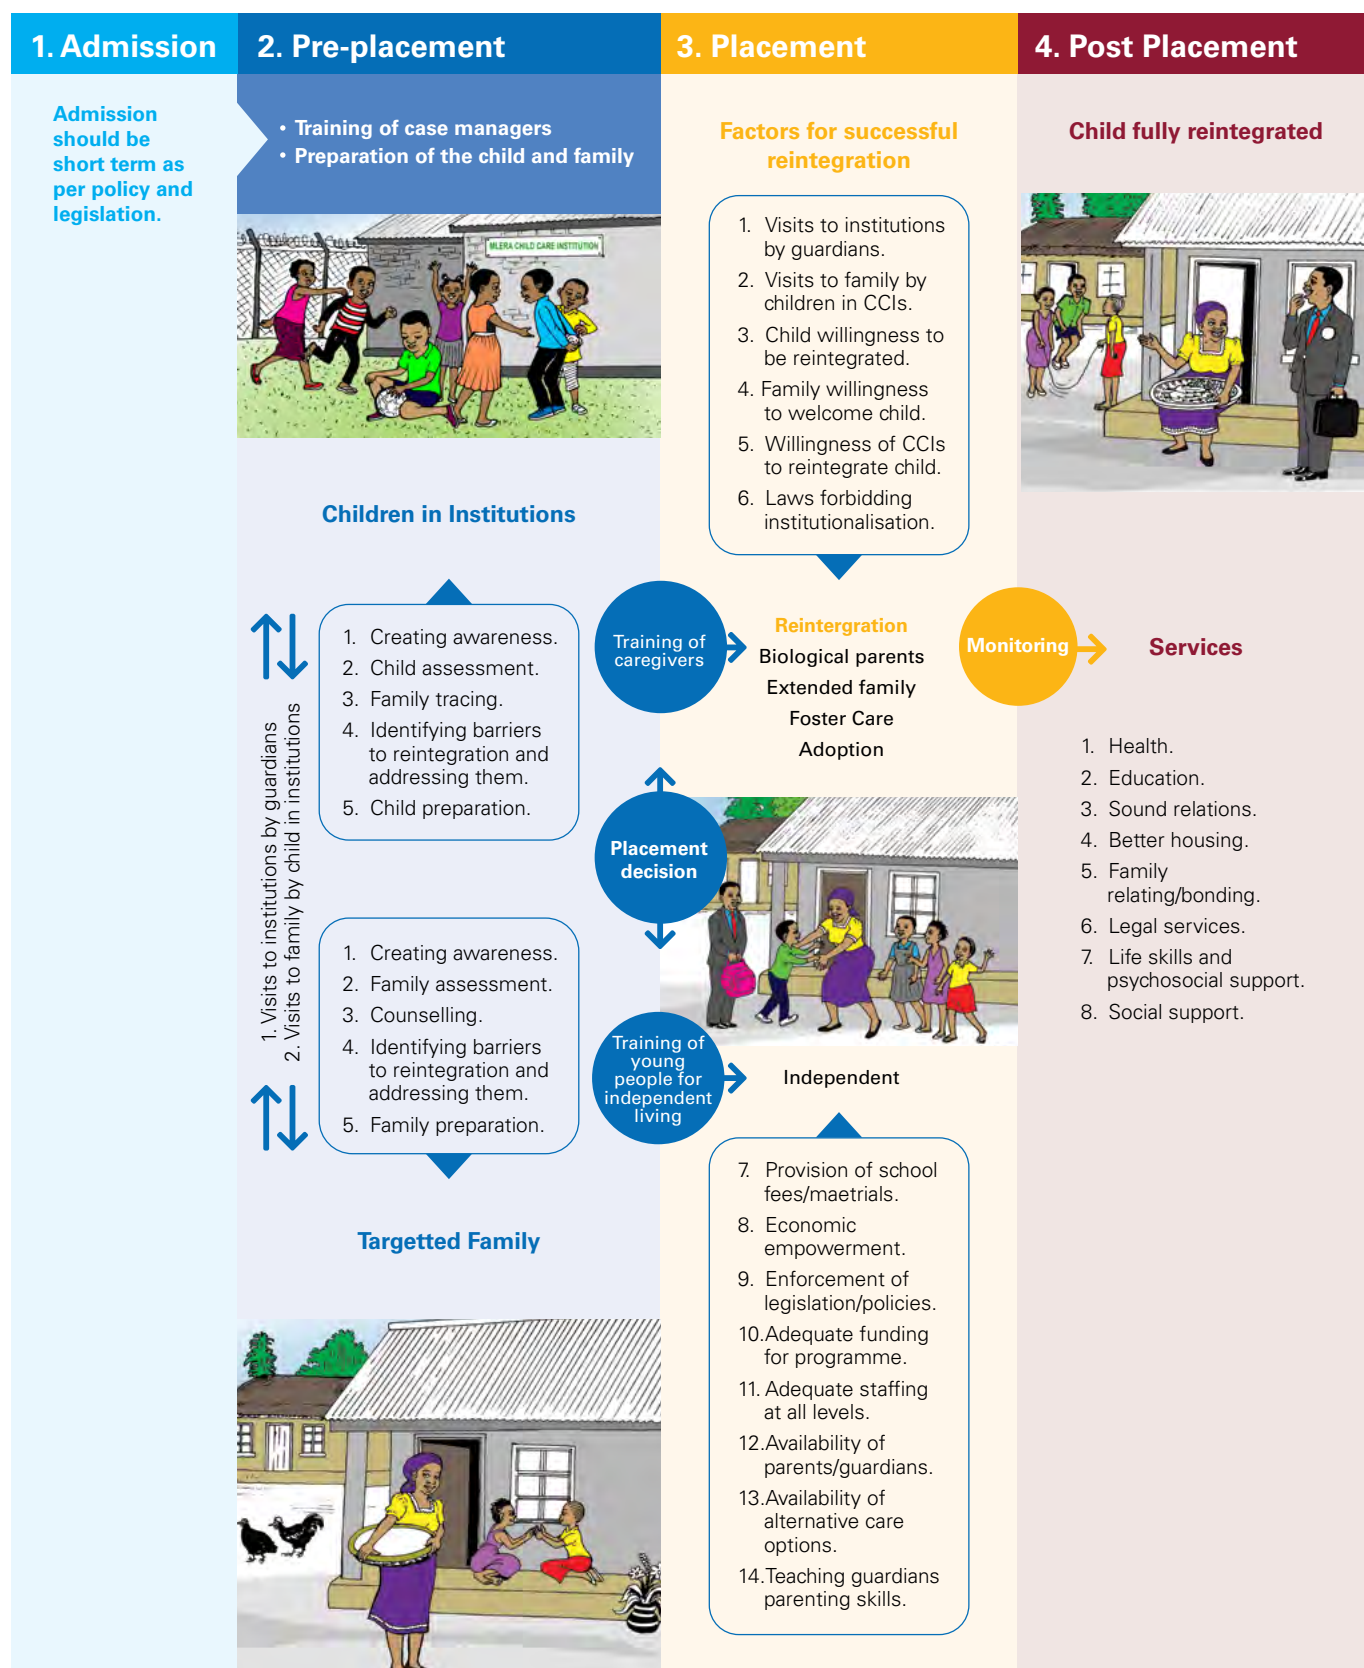 1. Admission
Admission
should be
short term as
per policy and
legislation.
2. Pre-placement
• Training of case managers
• Preparation of the child and family
MLERA CHILD CARE INSTITUTION
Children in Institutions
1. Creating awareness.
2. Child assessment.
3. Family tracing.
4. Identifying barriers
to reintegration and
addressing them.
5. Child preparation.
1. Visits to institutions by guardians
2. Visits to family by child in institutions
1. Creating awareness.
2. Family assessment.
3. Counselling.
4. Identifying barriers
to reintegration and
addressing them.
5. Family preparation.
Targetted Family
Training of
caregivers
Placement
decision
Training of
young
people for
independent
living
3. Placement
Factors for successful
reintegration
1. Visits to institutions
by guardians.
2. Visits to family by
children in CCIs.
3. Child willingness to
be reintegrated.
4. Family willingness
to welcome child.
5. Willingness of CCIs
to reintegrate child.
6. Laws forbidding
institutionalisation.
Reintergration
Biological parents
Extended family
Foster Care
Adoption
Independent
7. Provision of school
fees/maetrials.
8. Economic
empowerment.
9. Enforcement of
legislation/policies.
10.Adequate funding
for programme.
11. Adequate staffing
at all levels.
12.Availability of
parents/guardians.
13.Availability of
alternative care
options.
14.Teaching guardians
parenting skills.
Monitoring
4. Post Placement
Child fully reintegrated
Services
1. Health.
2. Education.
3. Sound relations.
4. Better housing.
5. Family
relating/bonding.
6. Legal services.
7. Life skills and
psychosocial support.
8. Social support.